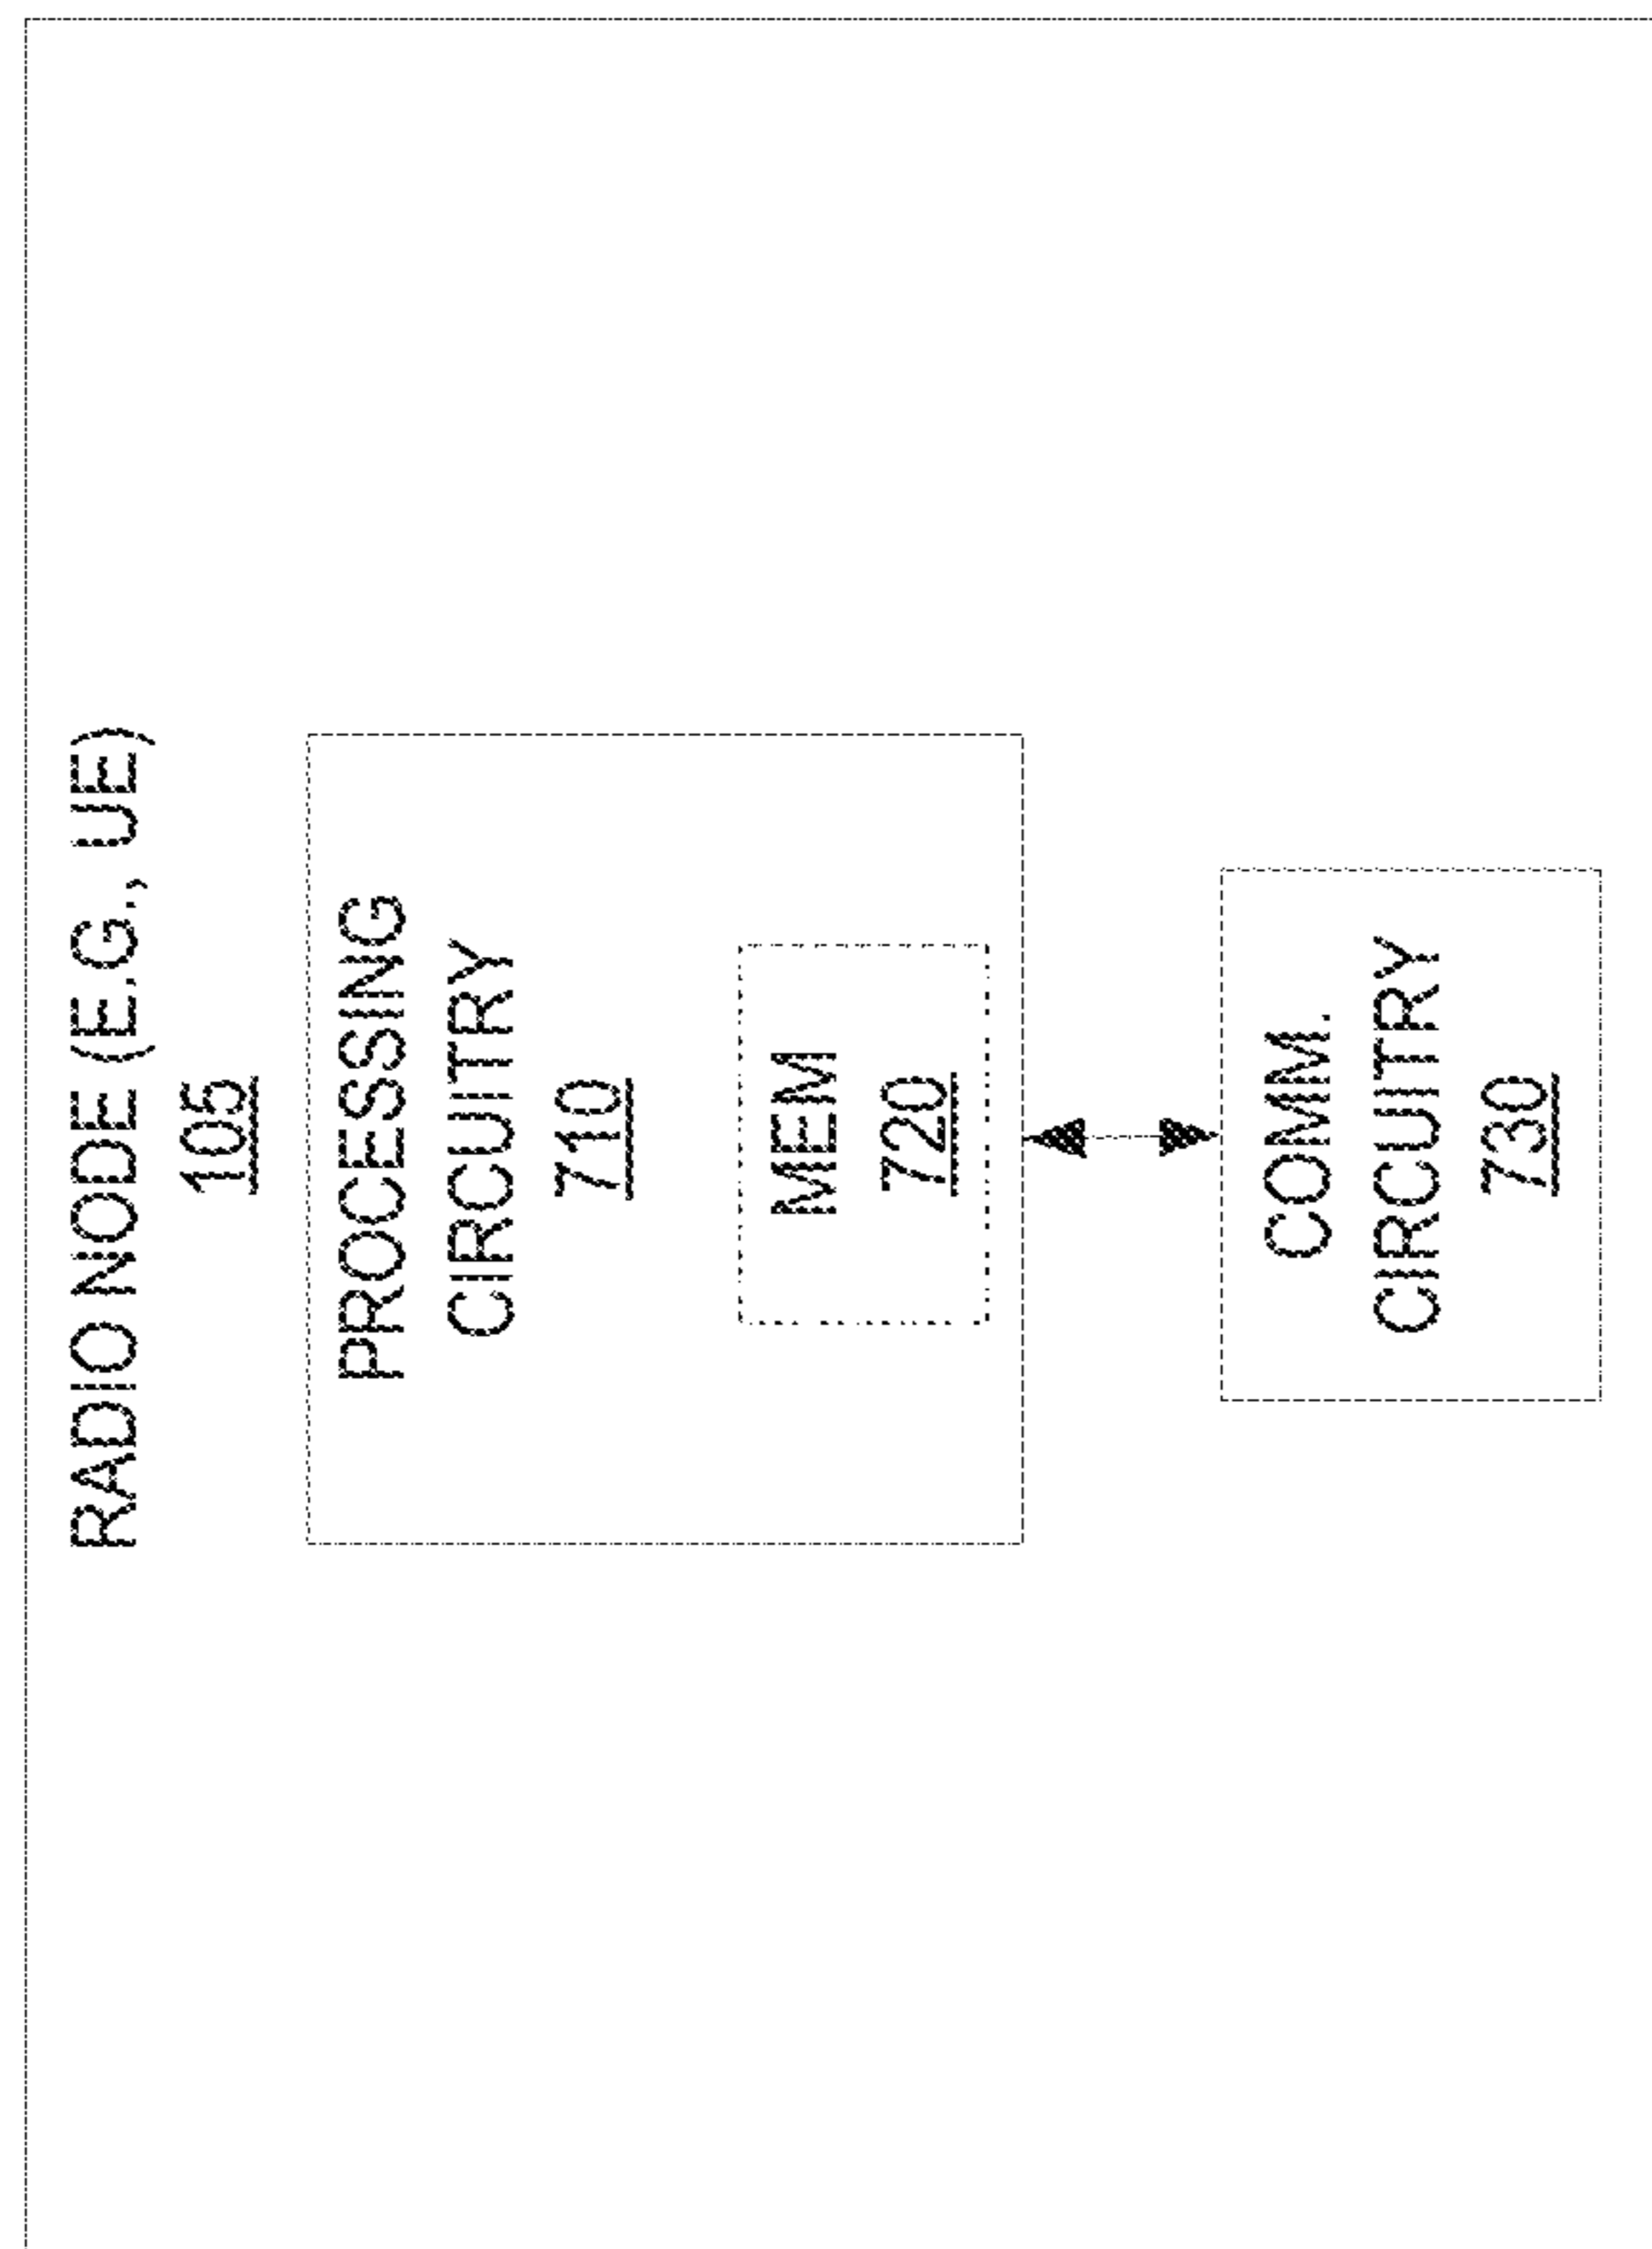 RADIO NODE (E.G., UE)
105
PROCESSING
CIRCUITRY
710
MEM
720
COMM.
CIRCUITRY
730